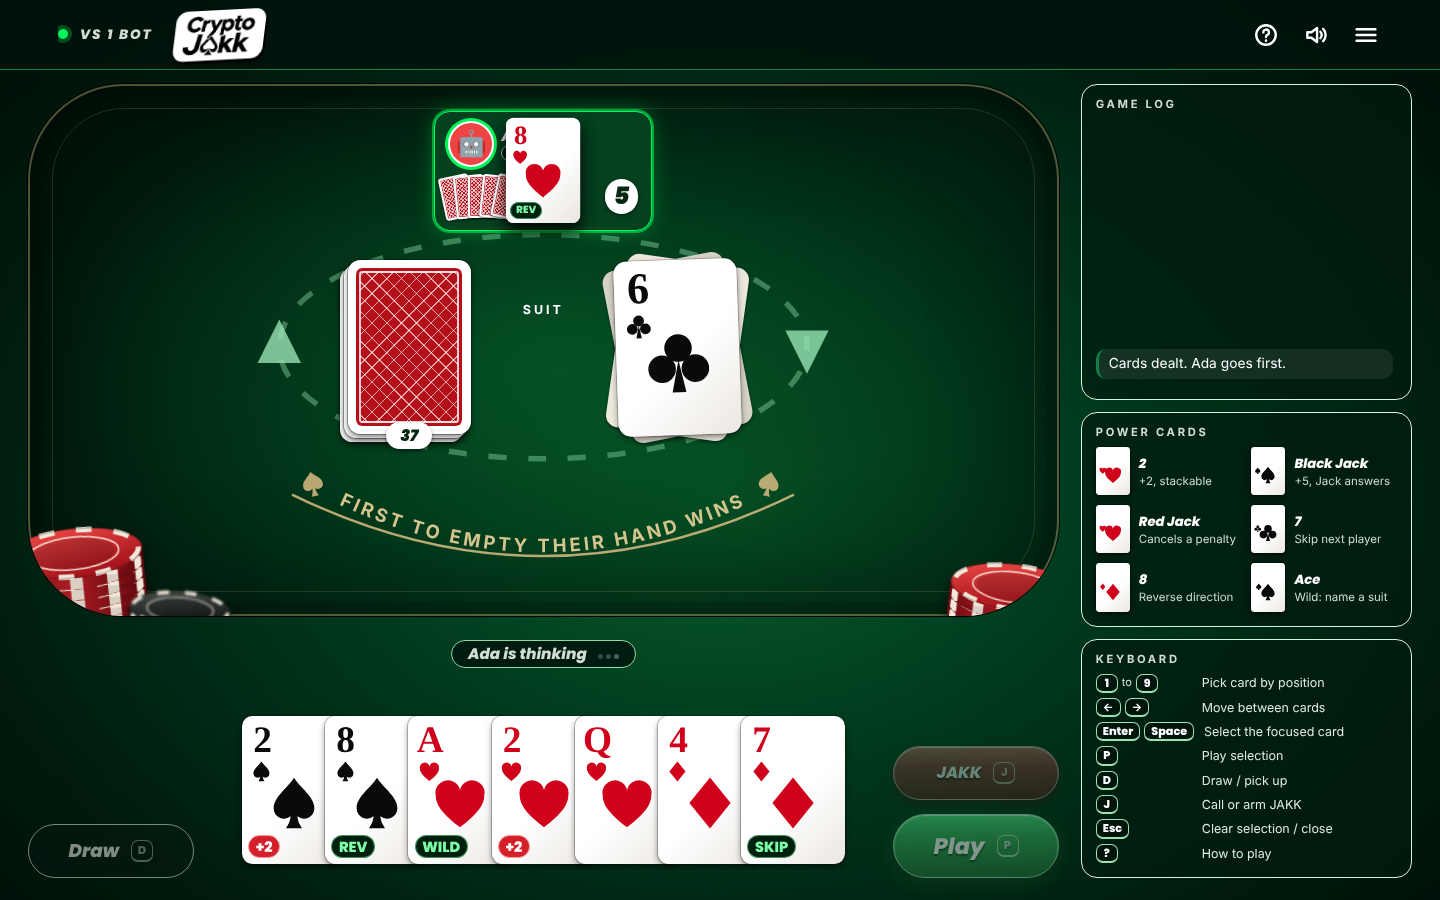 VS 1 BOT
Crypto
Jakk
8
REV
5
SUIT
6
37
FIRST TO EMPTY THEIR HAND WINS
Ada is thinking ...
2
+2
8
REV
A
WILD
2
+2
Q
4
7
SKIP
Draw D
JAKK J
Play P
GAME LOG
Cards dealt. Ada goes first.
POWER CARDS
2
+2, stackable
Black Jack
+5, Jack answers
Red Jack
Cancels a penalty
7
Skip next player
8
Reverse direction
Ace
Wild: name a suit
KEYBOARD
1 to 9 Pick card by position
← → Move between cards
Enter Space Select the focused card
P Play selection
D Draw / pick up
J Call or arm JAKK
Esc Clear selection / close
? How to play